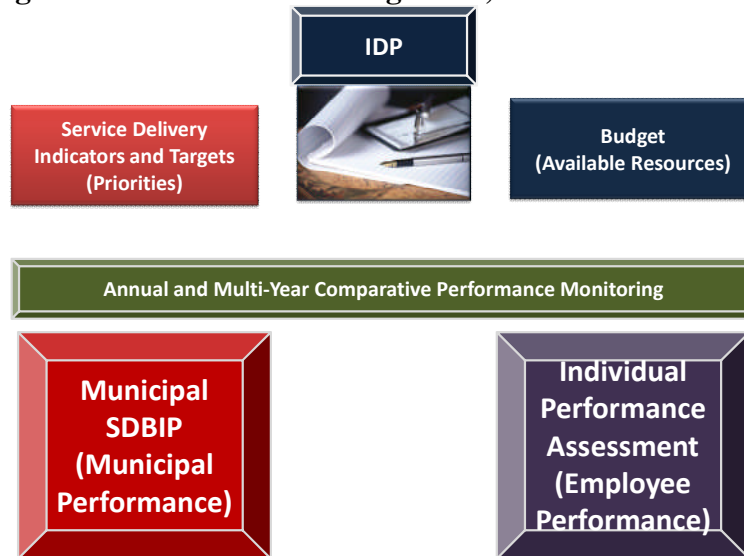 IDP
Service Delivery
Indicators and Targets
(Priorities)
Budget
(Available Resources)
Annual and Multi-Year Comparative Performance Monitoring
Municipal
SDBIP
(Municipal
Performance)
Individual
Performance
Assessment
(Employee
Performance)